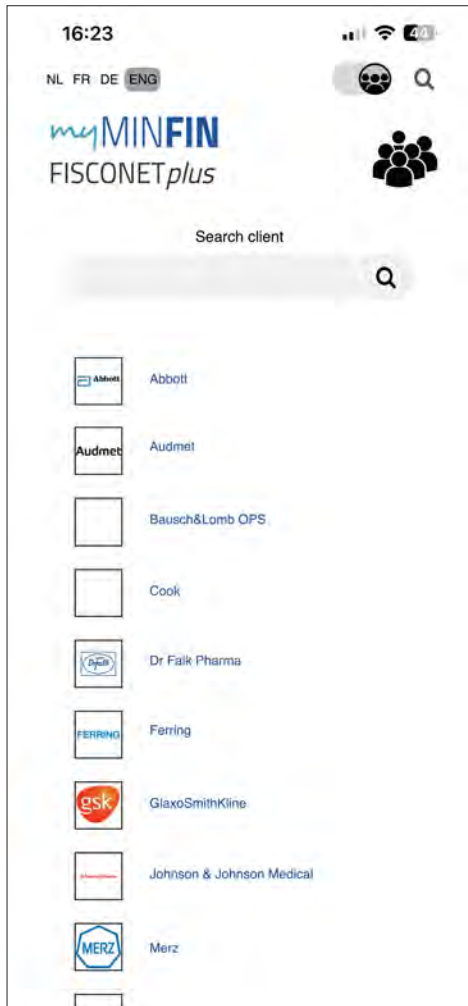 16:23
44
NL FR DE ENG
myMINFIN
FISCONETplus
Search client
Abbott
Abbott
Audmet
Audmet
Bausch&Lomb OPS
Cook
Dr Falk Pharma
FERRING
Ferring
gsk
GlaxoSmithKline
Johnson & Johnson Medical
MERZ
Merz